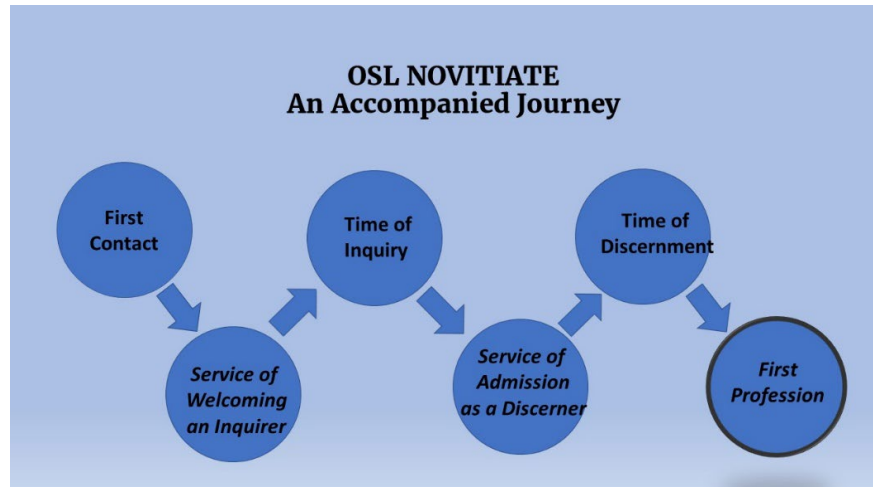 OSL NOVITIATE
An Accompanied Journey
First
Contact
Service of
Welcoming
an Inquirer
Time of
Inquiry
Service of
Admission
as a Discerner
Time of
Discernment
First
Profession